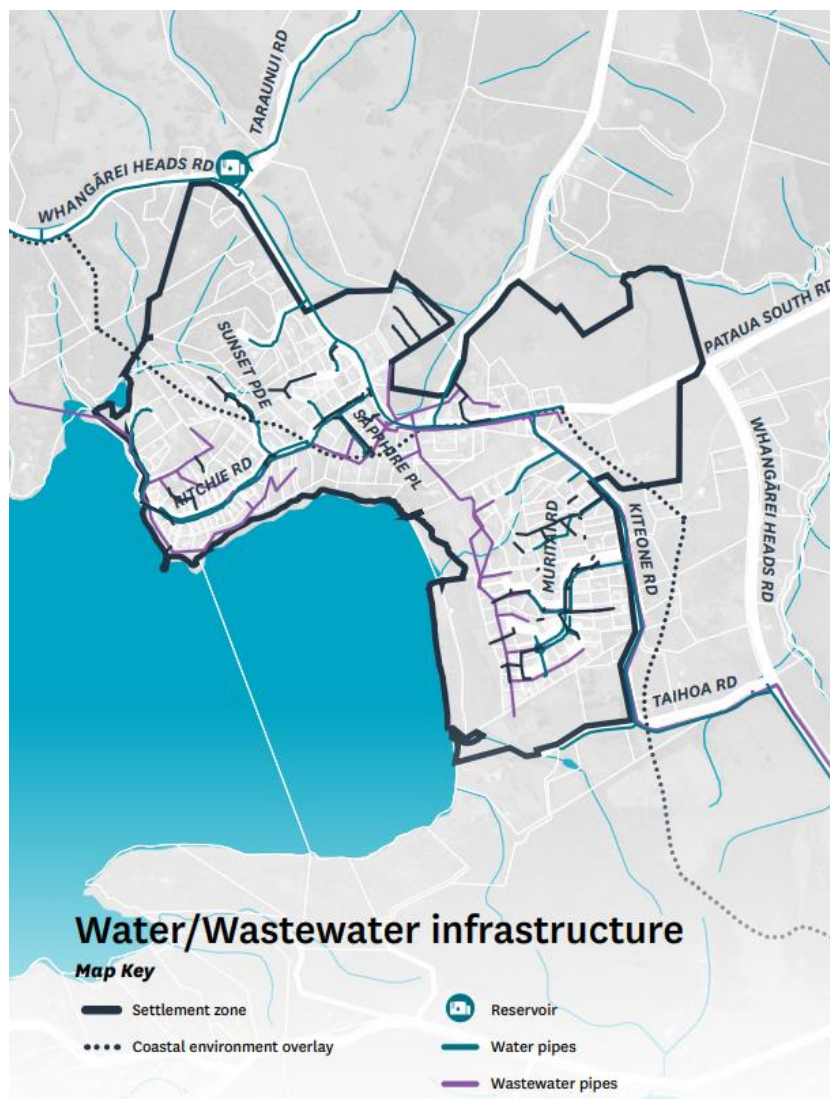 TARAUNUI RD
WHANGĀREI HEADS RD
SUNSET PDE
PATAUA SOUTH RD
SAPPHIRE PL
RITCHIE RD
WHANGĀREI HEADS RD
MURITAI RD
KITEONE RD
TAIHOA RD
Water/Wastewater infrastructure
Map Key
Settlement zone
Reservoir
Coastal environment overlay
Water pipes
Wastewater pipes